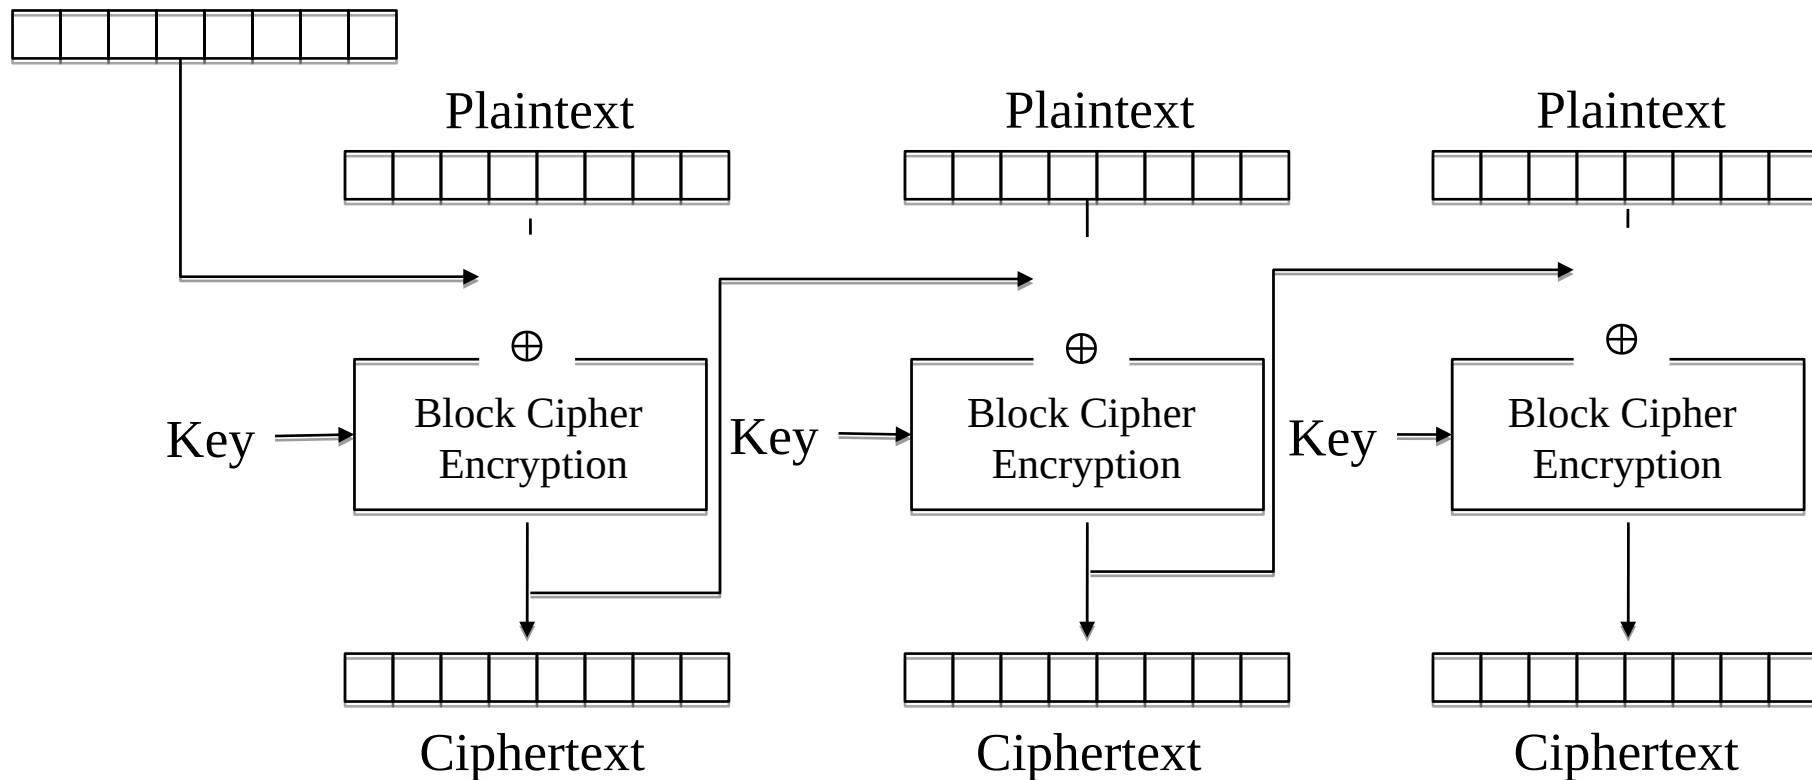 Plaintext
Plaintext
Plaintext
Key
Block Cipher
Encryption
Key
Block Cipher
Encryption
Key
Block Cipher
Encryption
Ciphertext
Ciphertext
Ciphertext